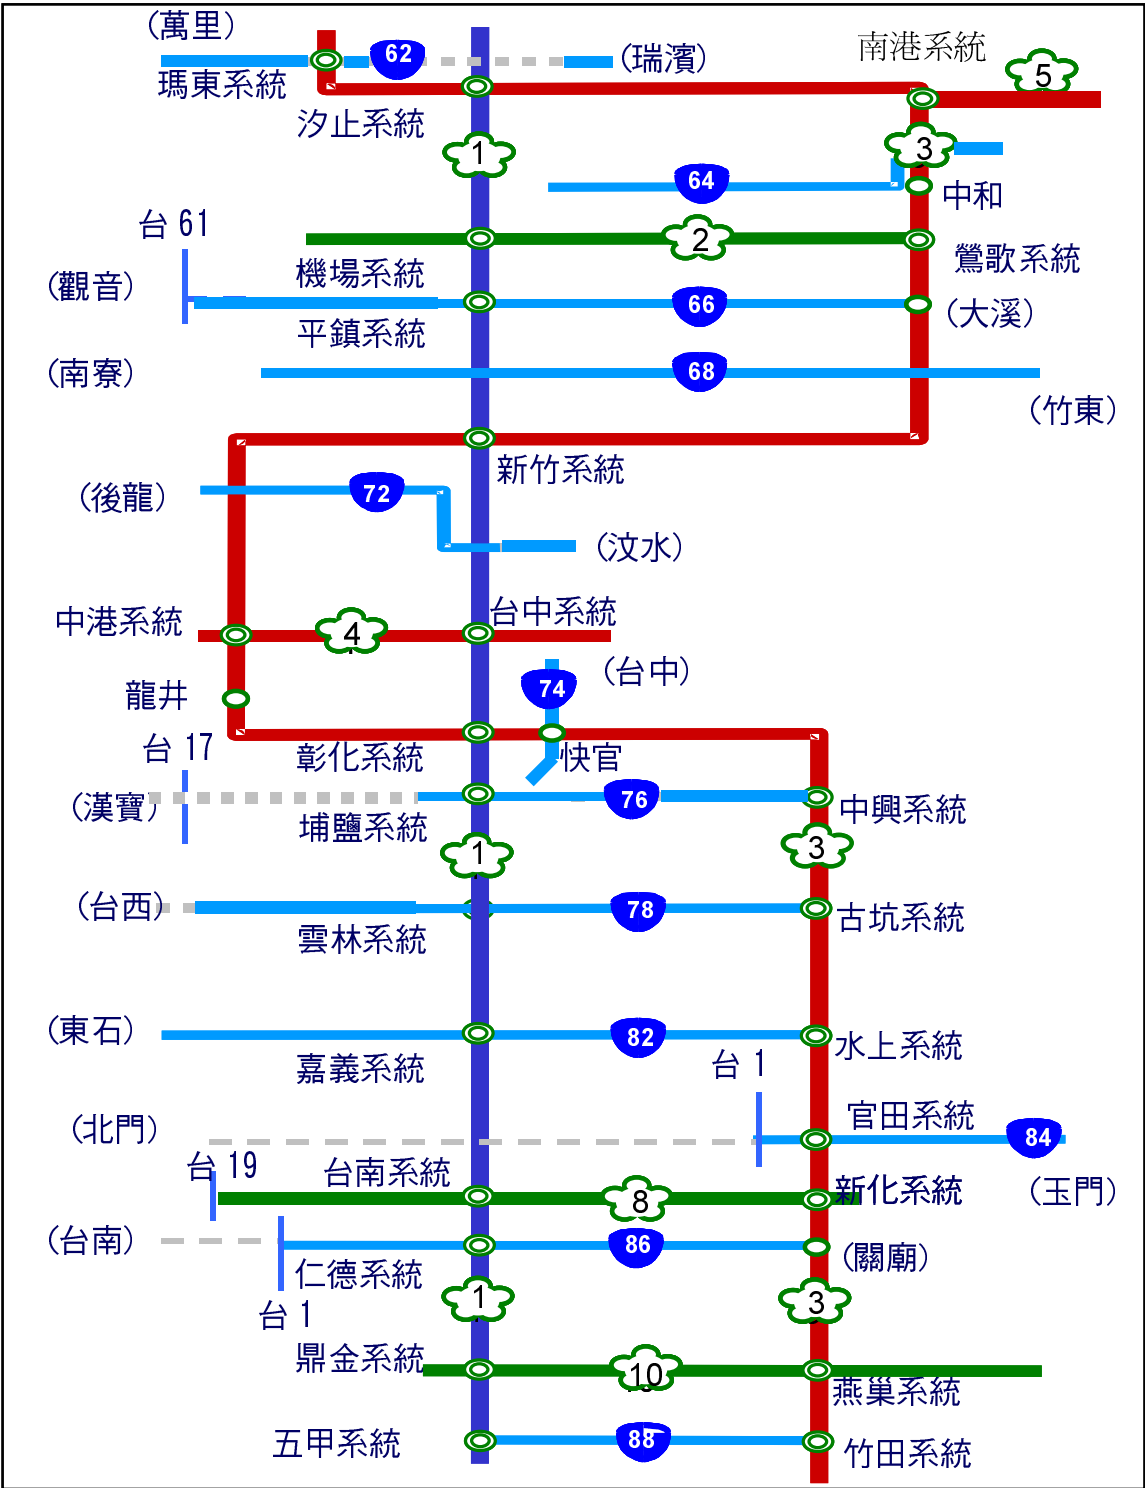 (萬里)
62
(瑞濱)
南港系統
5
瑪東系統
汐止系統
1
3
64
中和
台 61
2
機場系統
鶯歌系統
(觀音)
66
(大溪)
平鎮系統
(南寮)
68
(竹東)
新竹系統
(後龍)
72
(汶水)
中港系統
4
台中系統
(台中)
龍井
74
台 17
彰化系統
快官
(漢寶)
76
中興系統
埔鹽系統
1
3
(台西)
78
古坑系統
雲林系統
(東石)
82
水上系統
嘉義系統
台 1
(北門)
官田系統
84
台 19
台南系統
8
新化系統
(玉門)
(台南)
86
(關廟)
仁德系統
台 1
1
3
鼎金系統
10
燕巢系統
五甲系統
88
竹田系統